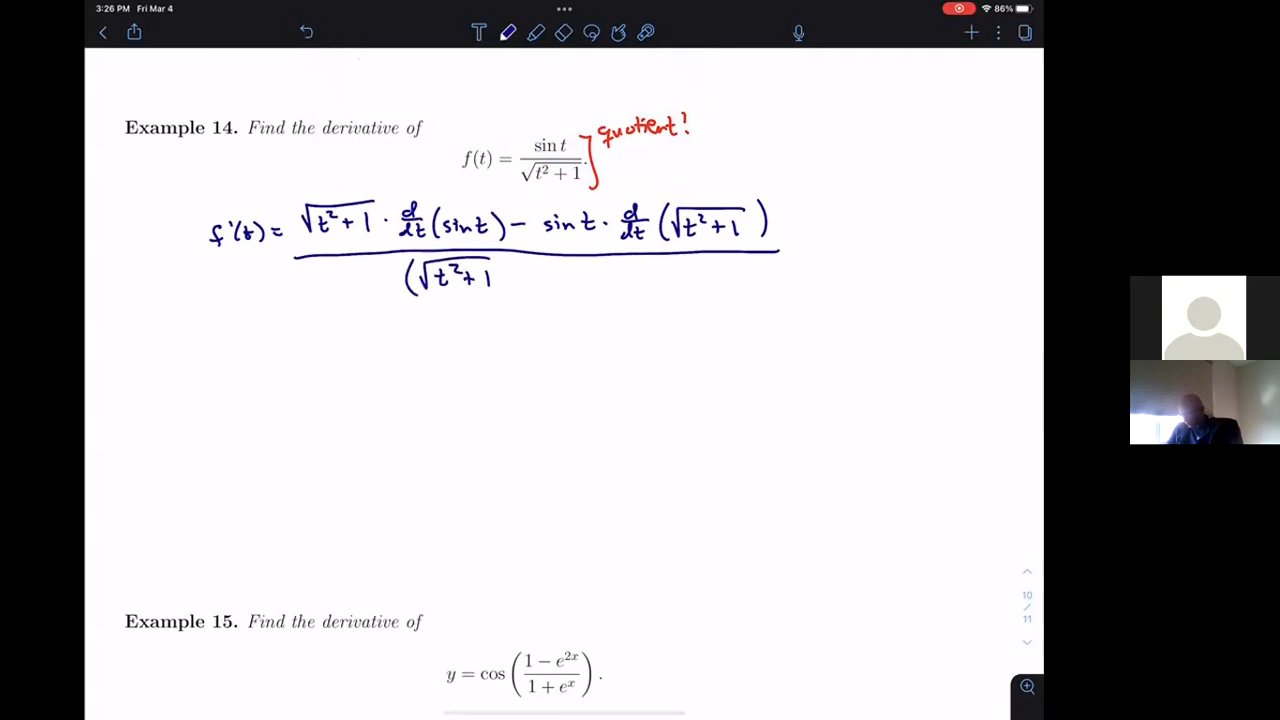 3:26 PM Fri Mar 4
86%
Example 14. Find the derivative of
quotient?
f(t) = sin t / √(t² + 1).
f'(t) = √(t²+1) · d/dt (sin t) − sin t · d/dt (√(t²+1))
(√(t²+1)
10
/
11
Example 15. Find the derivative of
y = cos((1 − e²ˣ) / (1 + eˣ)).